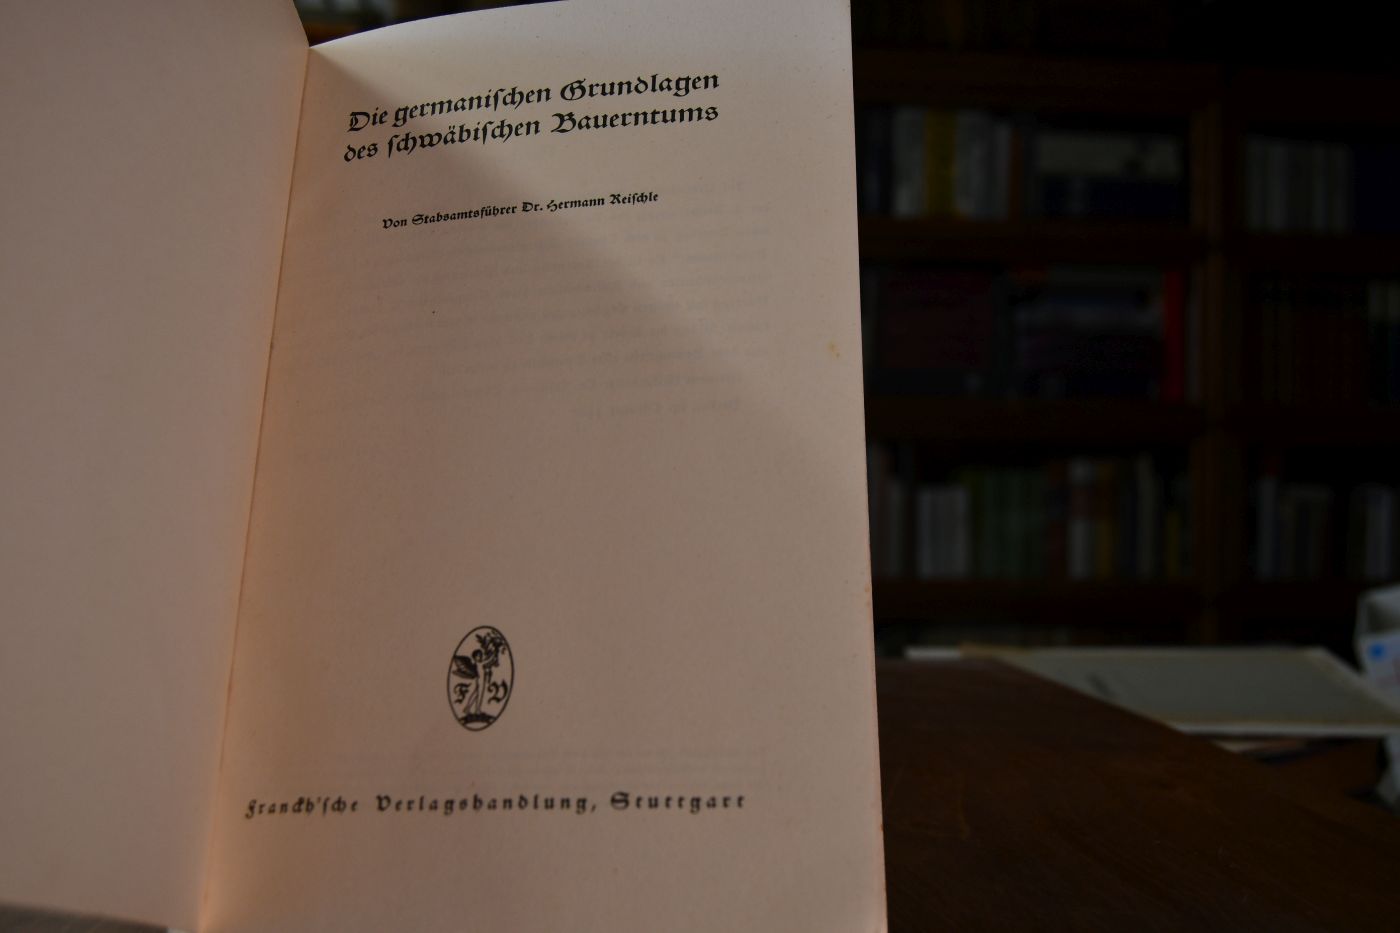 Die germaniſchen Grundlagen
des ſchwäbiſchen Bauerntums
Von Stabsamtsführer Dr. Hermann Reiſchle
F V
Franckh'ſche Verlagshandlung, Stuttgart